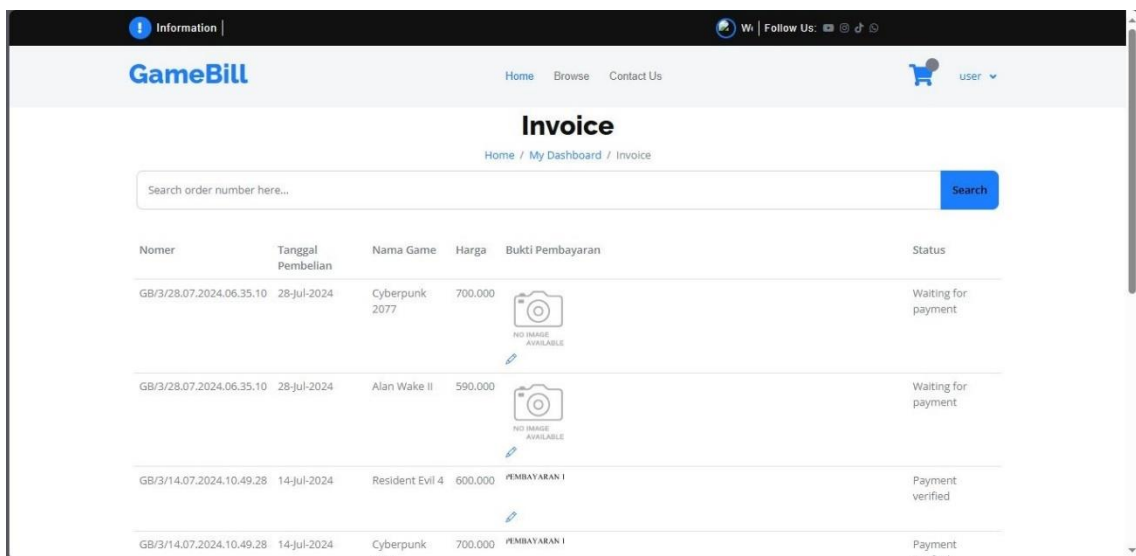 Information
Follow Us:
GameBill
Home Browse Contact Us
user
Invoice
Home / My Dashboard / Invoice
Search order number here...
Search
Nomer Tanggal Pembelian Nama Game Harga Bukti Pembayaran Status
GB/3/28.07.2024.06.35.10 28-Jul-2024 Cyberpunk 2077 700.000 Waiting for payment
NO IMAGE
AVAILABLE
GB/3/28.07.2024.06.35.10 28-Jul-2024 Alan Wake II 590.000 Waiting for payment
NO IMAGE
AVAILABLE
GB/3/14.07.2024.10.49.28 14-Jul-2024 Resident Evil 4 600.000 PEMBAYARAN Payment verified
GB/3/14.07.2024.10.49.28 14-Jul-2024 Cyberpunk 700.000 PEMBAYARAN Payment